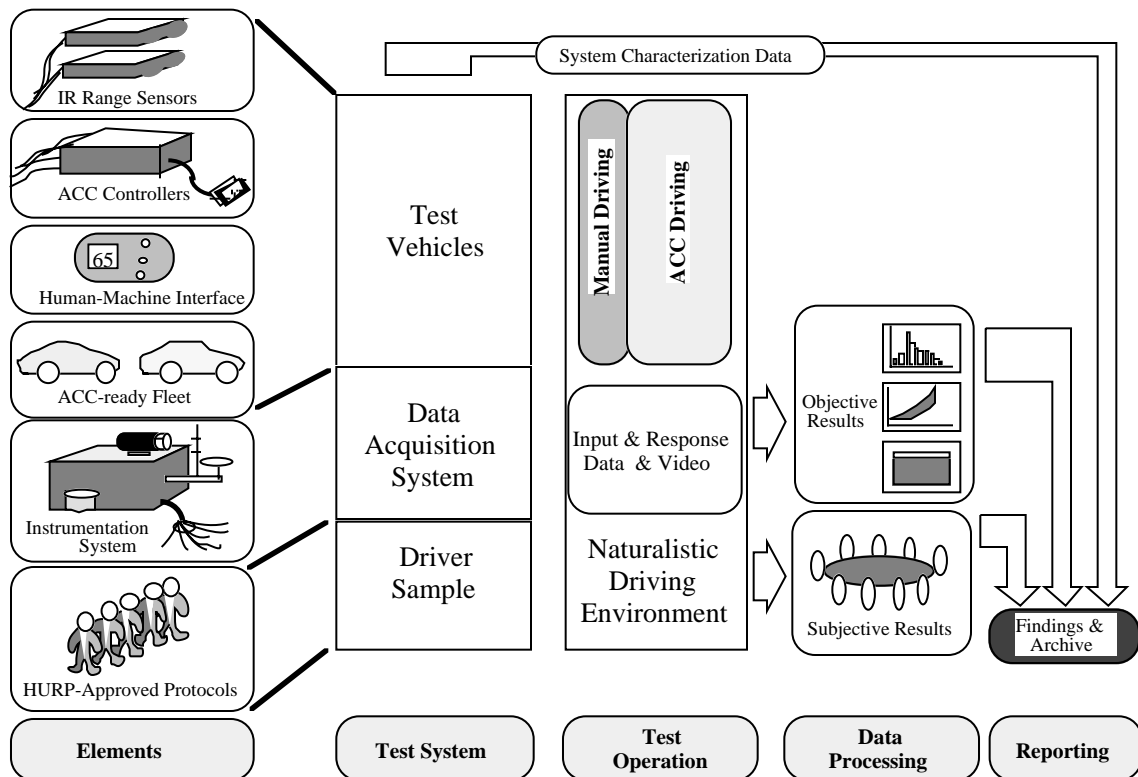 System Characterization Data
IR Range Sensors
ACC Controllers
65
Human-Machine Interface
ACC-ready Fleet
Instrumentation
System
HURP-Approved Protocols
Elements
Test
Vehicles
Data
Acquisition
System
Driver
Sample
Test System
Manual Driving
ACC Driving
Input & Response
Data & Video
Naturalistic
Driving
Environment
Test
Operation
Objective
Results
Subjective Results
Data
Processing
Findings &
Archive
Reporting